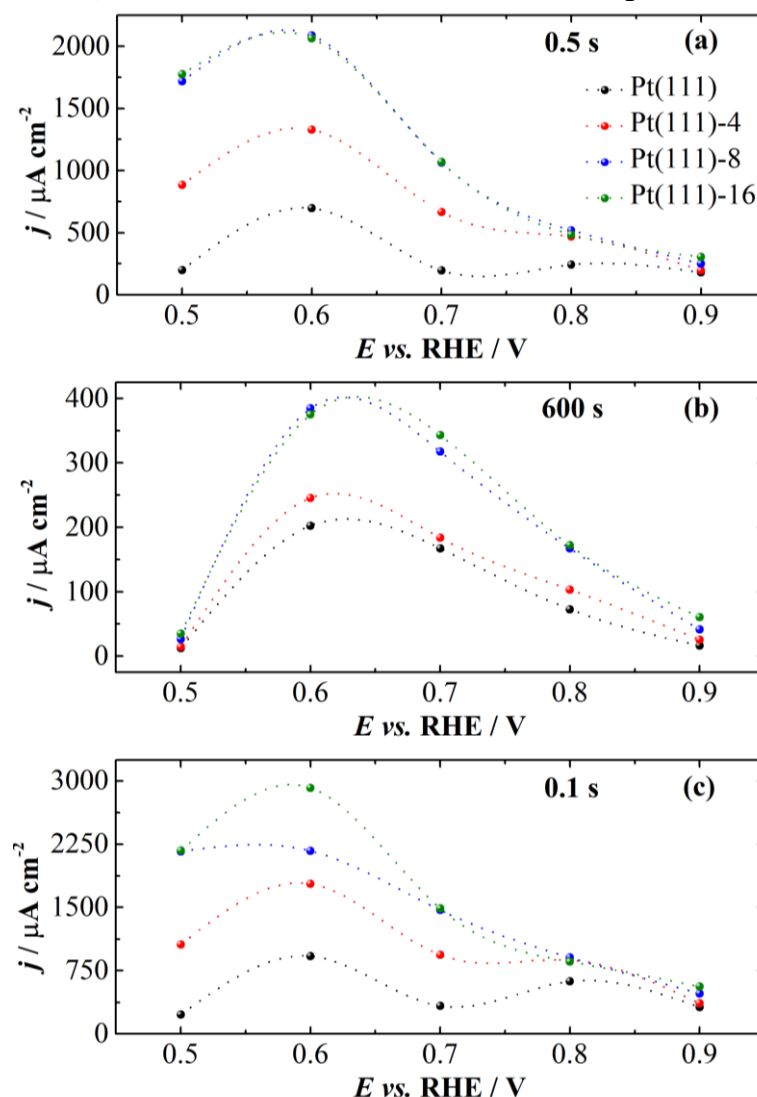 0.5 s (a)
Pt(111)
Pt(111)-4
Pt(111)-8
Pt(111)-16
2000
1500
1000
500
0
j / μA cm-2
0.5 0.6 0.7 0.8 0.9
E vs. RHE / V
600 s (b)
400
300
200
100
0
j / μA cm-2
0.5 0.6 0.7 0.8 0.9
E vs. RHE / V
0.1 s (c)
3000
2250
1500
750
0
j / μA cm-2
0.5 0.6 0.7 0.8 0.9
E vs. RHE / V